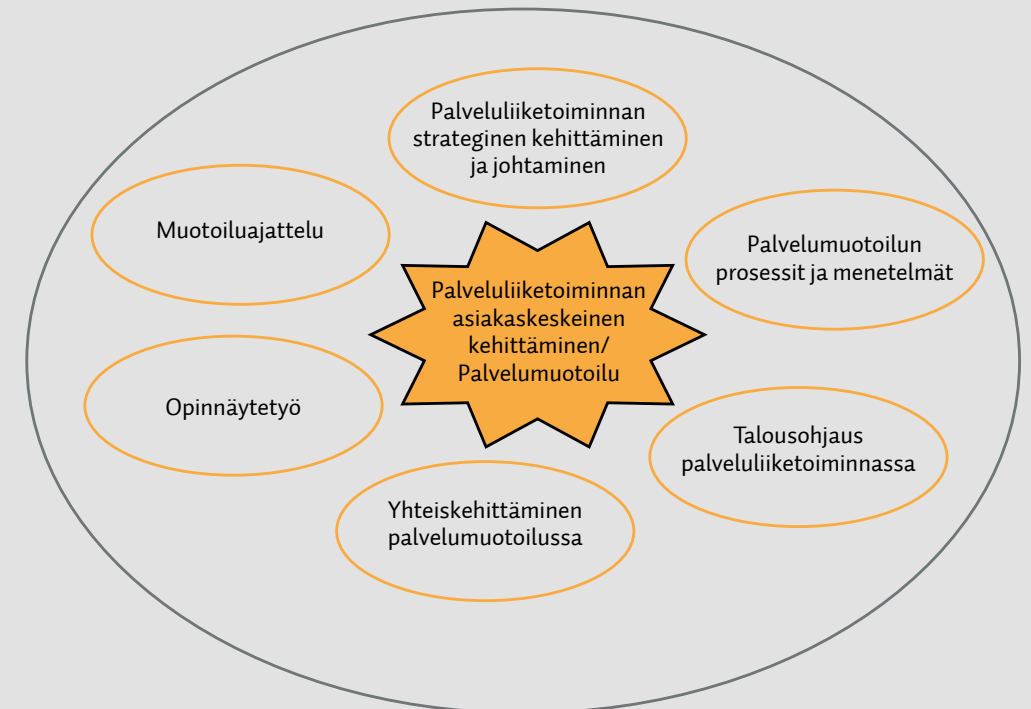 Palveluliiketoiminnan
strateginen kehittäminen
ja johtaminen
Muotoiluajattelu
Palvelumuotoilun
prosessit ja menetelmät
Palveluliiketoiminnan
asiakaskeskeinen
kehittäminen/
Palvelumuotoilu
Opinnäytetyö
Talousohjaus
palveluliiketoiminnassa
Yhteiskehittäminen
palvelumuotoilussa